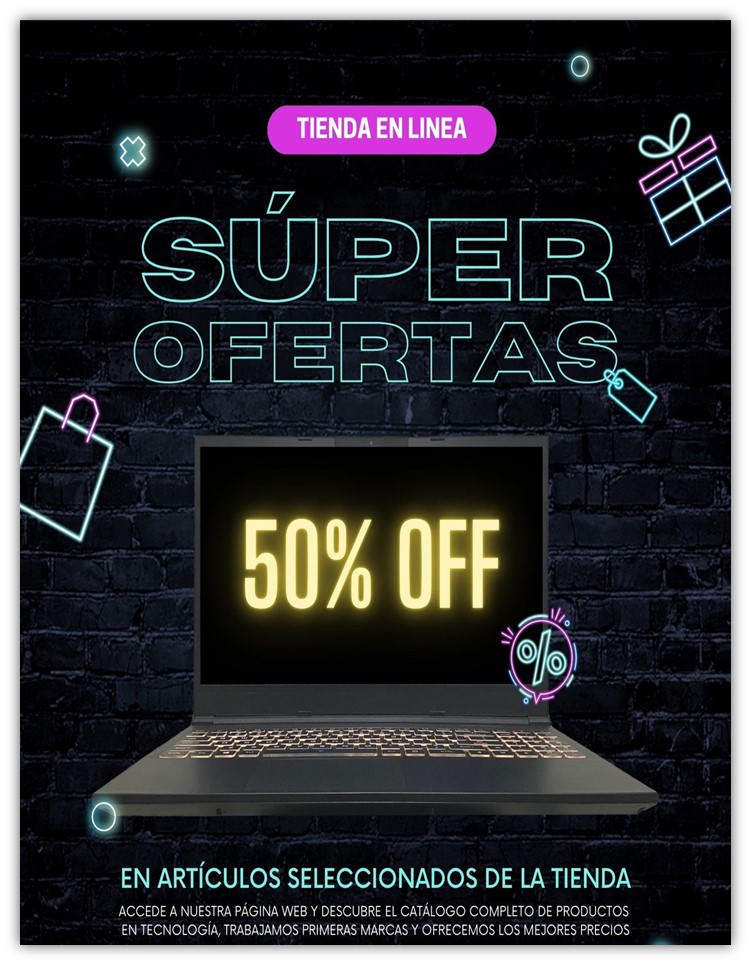 TIENDA EN LINEA
SÚPER
OFERTAS
50% OFF
%
EN ARTÍCULOS SELECCIONADOS DE LA TIENDA
ACCEDE A NUESTRA PÁGINA WEB Y DESCUBRE EL CATÁLOGO COMPLETO DE PRODUCTOS
EN TECNOLOGÍA, TRABAJAMOS PRIMERAS MARCAS Y OFRECEMOS LOS MEJORES PRECIOS